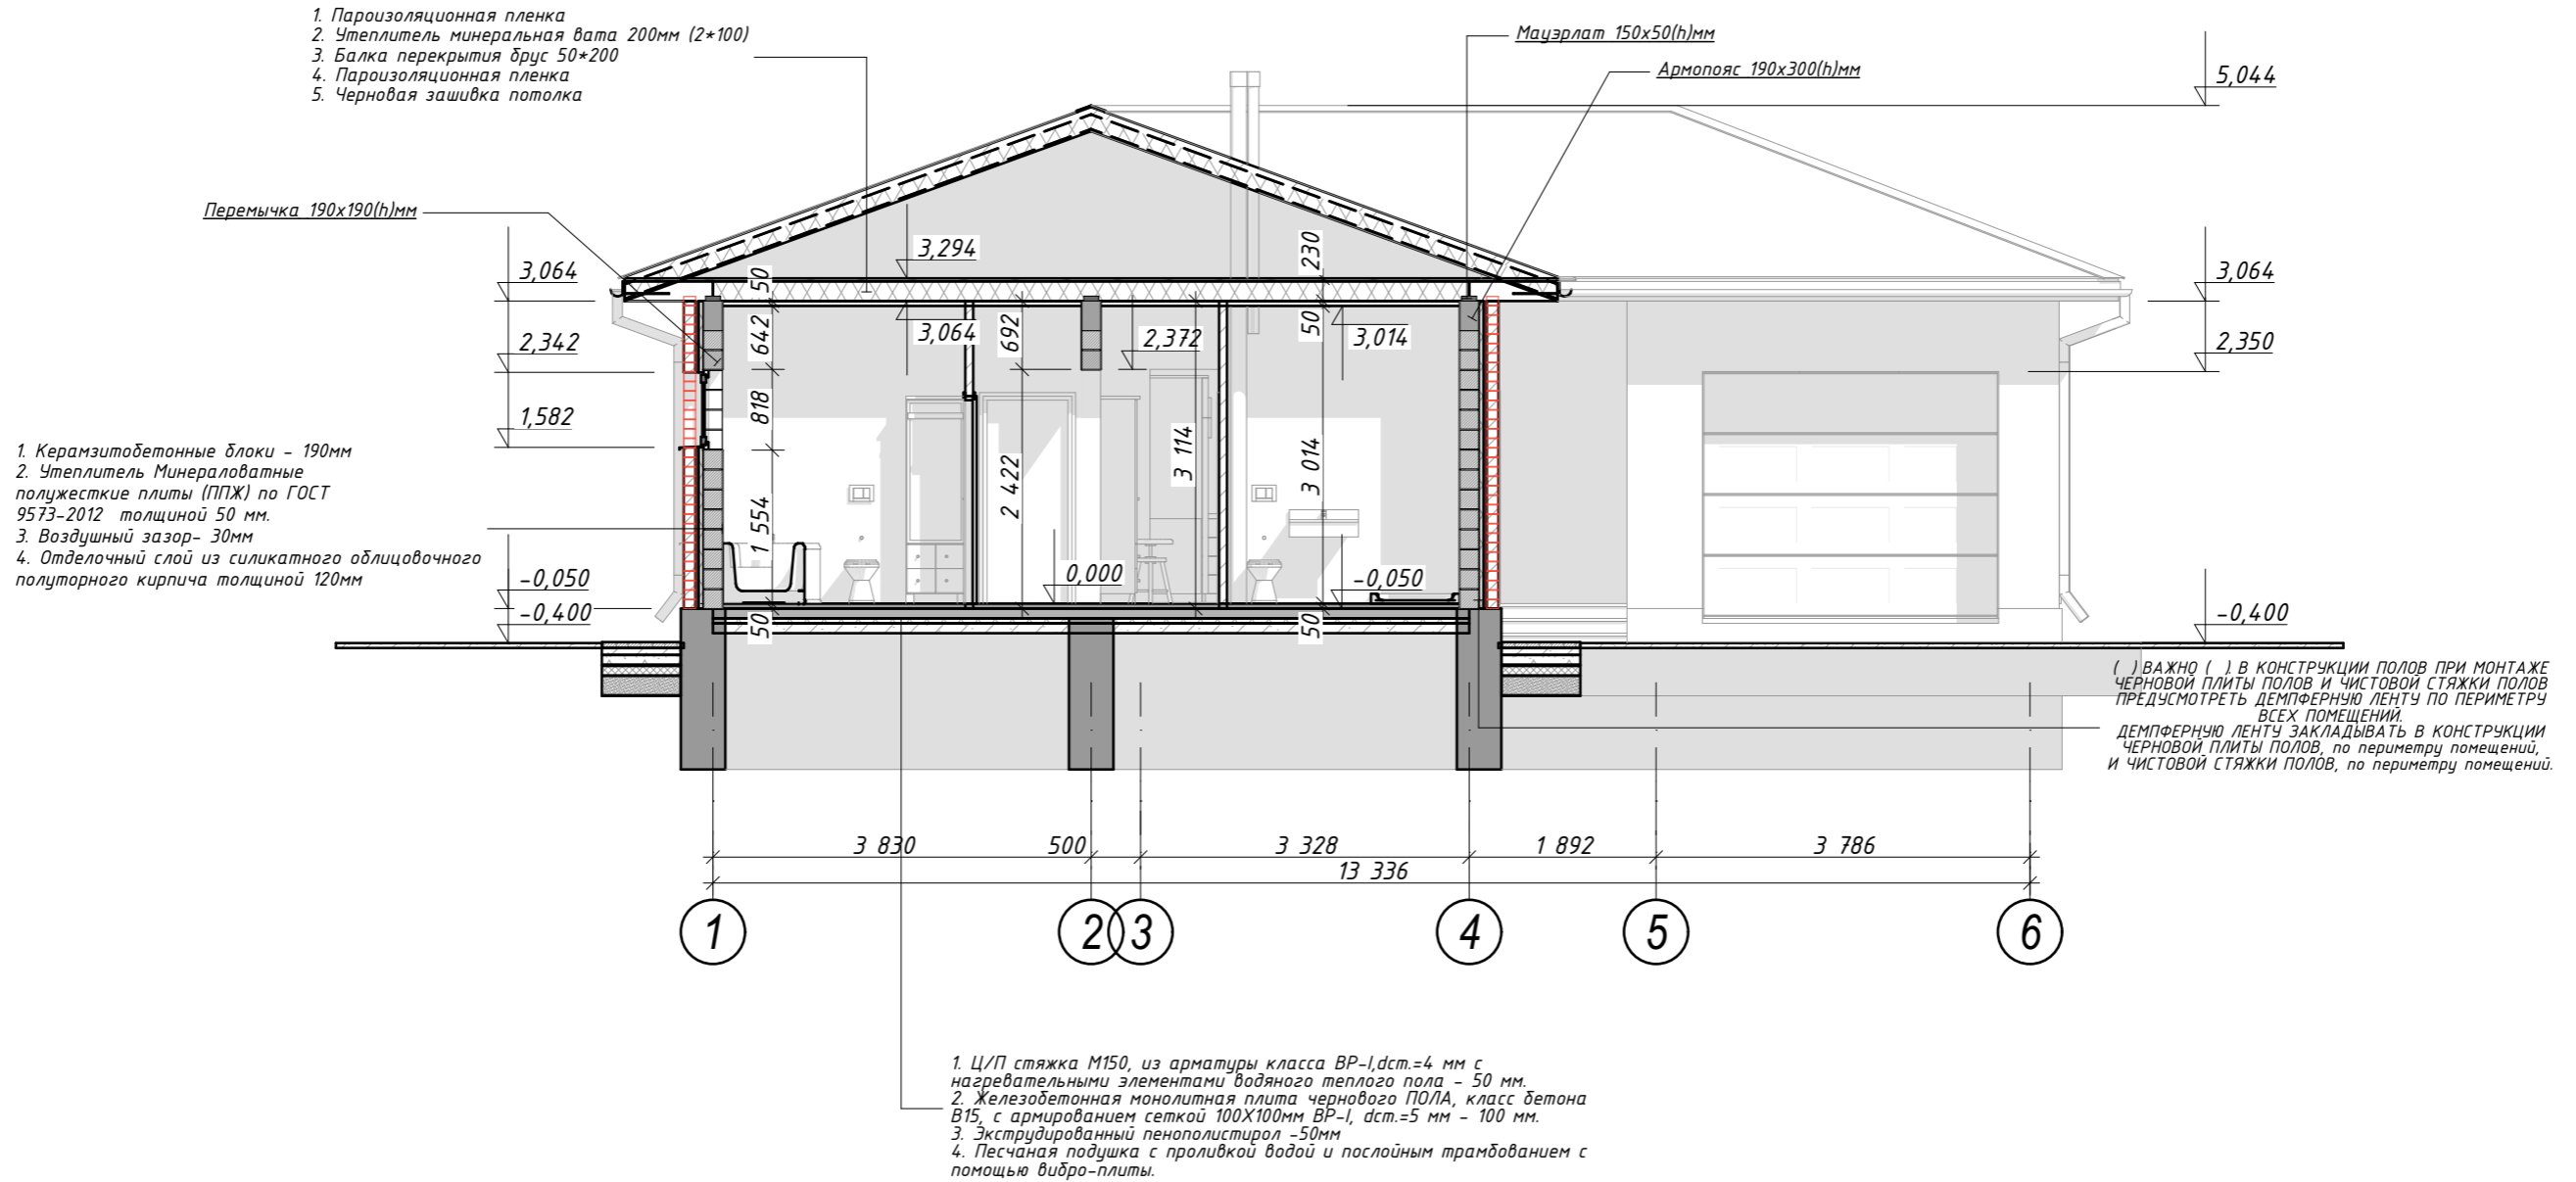 1. Пароизоляционная пленка
2. Утеплитель минеральная вата 200мм (2*100)
3. Балка перекрытия брус 50*200
4. Пароизоляционная пленка
5. Черновая зашивка потолка
Мауэрлат 150х50(h)мм
Армопояс 190х300(h)мм
5,044
Перемычка 190х190(h)мм
3,294
230
3,064
50
3,064
3,064
642
692
50
2,342
2,372
3,014
2,350
818
1,582
3 114
3 014
2 422
1 554
1. Керамзитобетонные блоки - 190мм
2. Утеплитель Минераловатные
полужесткие плиты (ППЖ) по ГОСТ
9573-2012 толщиной 50 мм.
3. Воздушный зазор- 30мм
4. Отделочный слой из силикатного облицовочного
полуторного кирпича толщиной 120мм
-0,050
0,000
-0,050
-0,400
50
50
-0,400
( ) ВАЖНО ( ) В КОНСТРУКЦИИ ПОЛОВ ПРИ МОНТАЖЕ
ЧЕРНОВОЙ ПЛИТЫ ПОЛОВ И ЧИСТОВОЙ СТЯЖКИ ПОЛОВ
ПРЕДУСМОТРЕТЬ ДЕМПФЕРНУЮ ЛЕНТУ ПО ПЕРИМЕТРУ
ВСЕХ ПОМЕЩЕНИЙ.
ДЕМПФЕРНУЮ ЛЕНТУ ЗАКЛАДЫВАТЬ В КОНСТРУКЦИИ
ЧЕРНОВОЙ ПЛИТЫ ПОЛОВ, по периметру помещений,
И ЧИСТОВОЙ СТЯЖКИ ПОЛОВ, по периметру помещений.
3 830
500
3 328
1 892
3 786
13 336
1
2
3
4
5
6
1. Ц/П стяжка М150, из арматуры класса ВР-I,dст.=4 мм с
нагревательными элементами водяного теплого пола - 50 мм.
2. Железобетонная монолитная плита чернового ПОЛА, класс бетона
В15, с армированием сеткой 100Х100мм ВР-I, dст.=5 мм - 100 мм.
3. Экструдированный пенополистирол -50мм
4. Песчаная подушка с проливкой водой и послойным трамбованием с
помощью вибро-плиты.